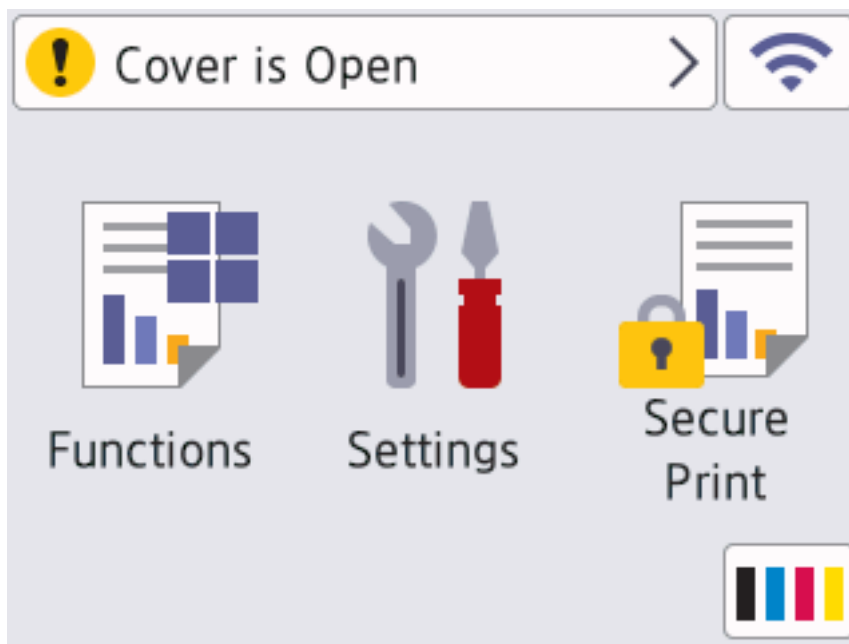 Cover is Open
Functions
Settings
Secure
Print